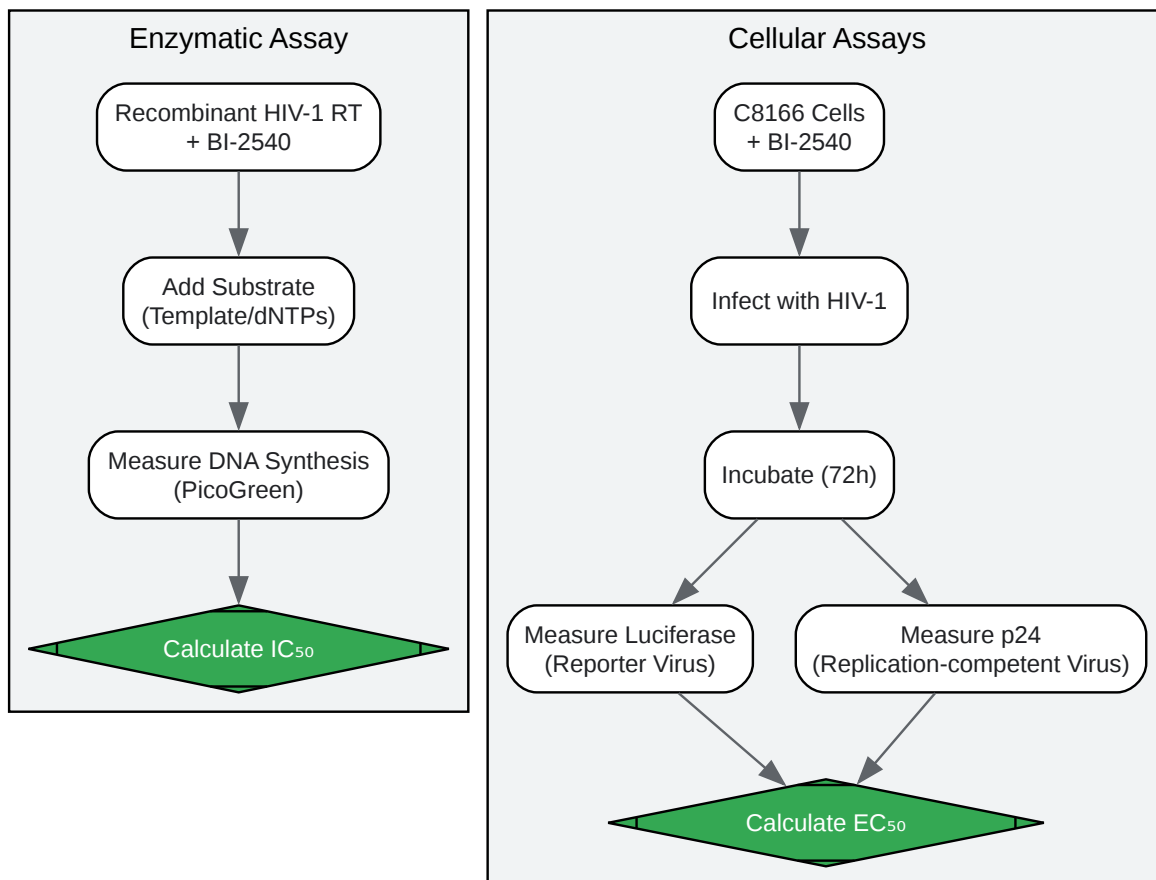 Enzymatic Assay
Recombinant HIV-1 RT
+ BI-2540
Add Substrate
(Template/dNTPs)
Measure DNA Synthesis
(PicoGreen)
Calculate IC₅₀
Cellular Assays
C8166 Cells
+ BI-2540
Infect with HIV-1
Incubate (72h)
Measure Luciferase
(Reporter Virus)
Measure p24
(Replication-competent Virus)
Calculate EC₅₀